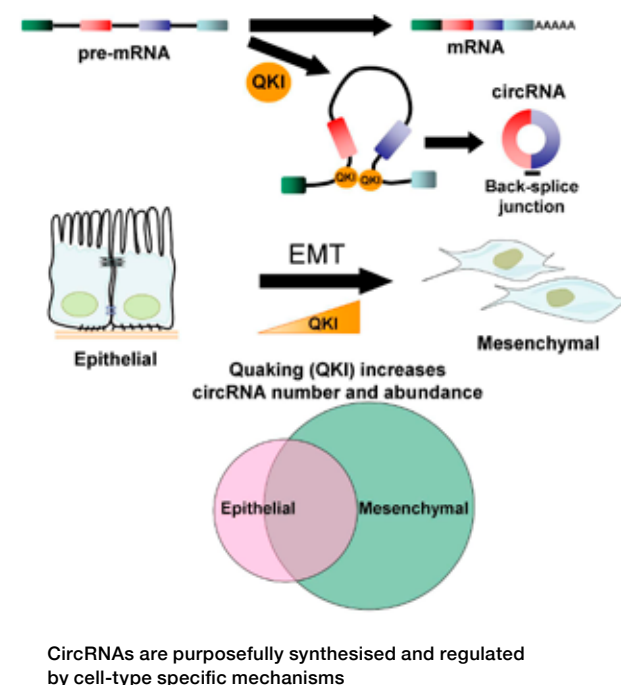 pre-mRNA
AAAAA
mRNA
QKI
circRNA
QKI
QKI
Back-splice
junction
EMT
QKI
Epithelial
Mesenchymal
Quaking (QKI) increases
circRNA number and abundance
Epithelial
Mesenchymal
CircRNAs are purposefully synthesised and regulated
by cell-type specific mechanisms